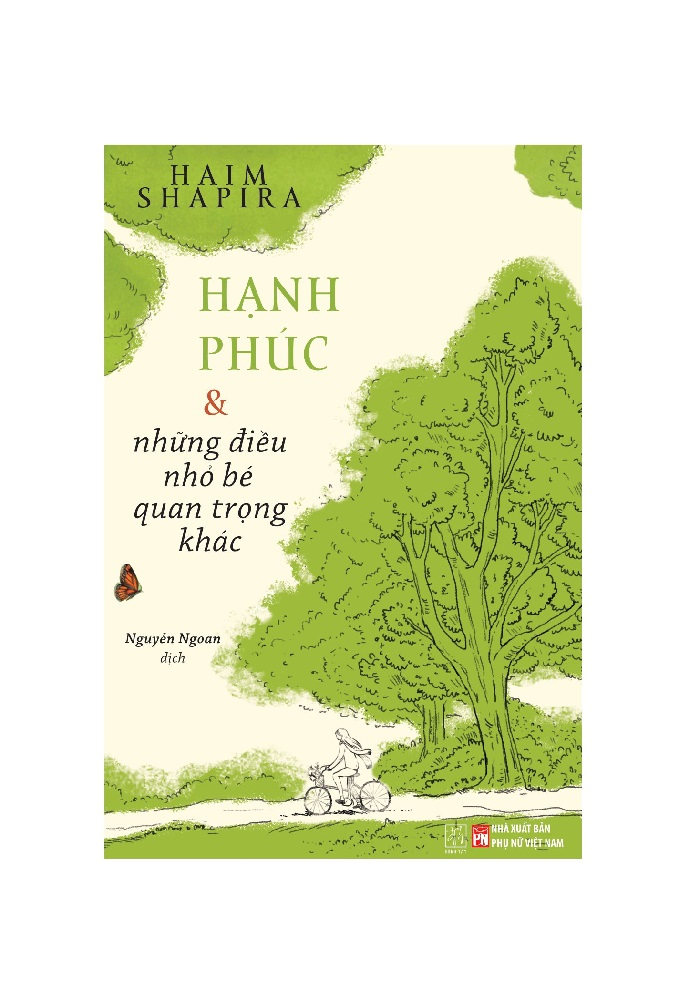 HAIM
SHAPIRA
HẠNH
PHÚC
&
những điều
nhỏ bé
quan trọng
khác
Nguyên Ngoan
dịch
PN
NHÀ XUẤT BẢN
PHỤ NỮ VIỆT NAM